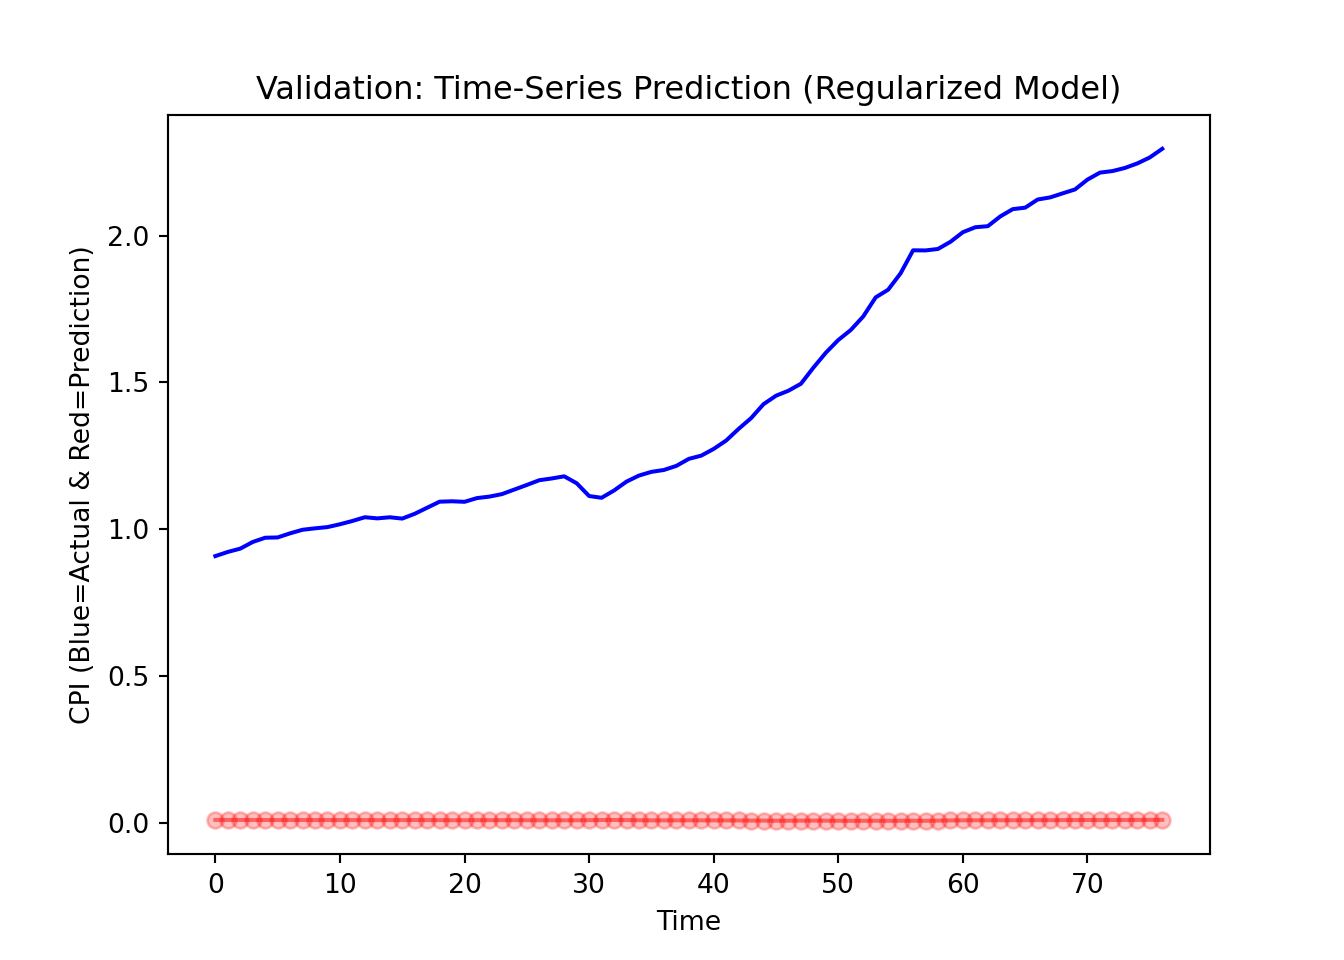 Validation: Time-Series Prediction (Regularized Model)
CPI (Blue=Actual & Red=Prediction)
2.0
1.5
1.0
0.5
0.0
0 10 20 30 40 50 60 70
Time